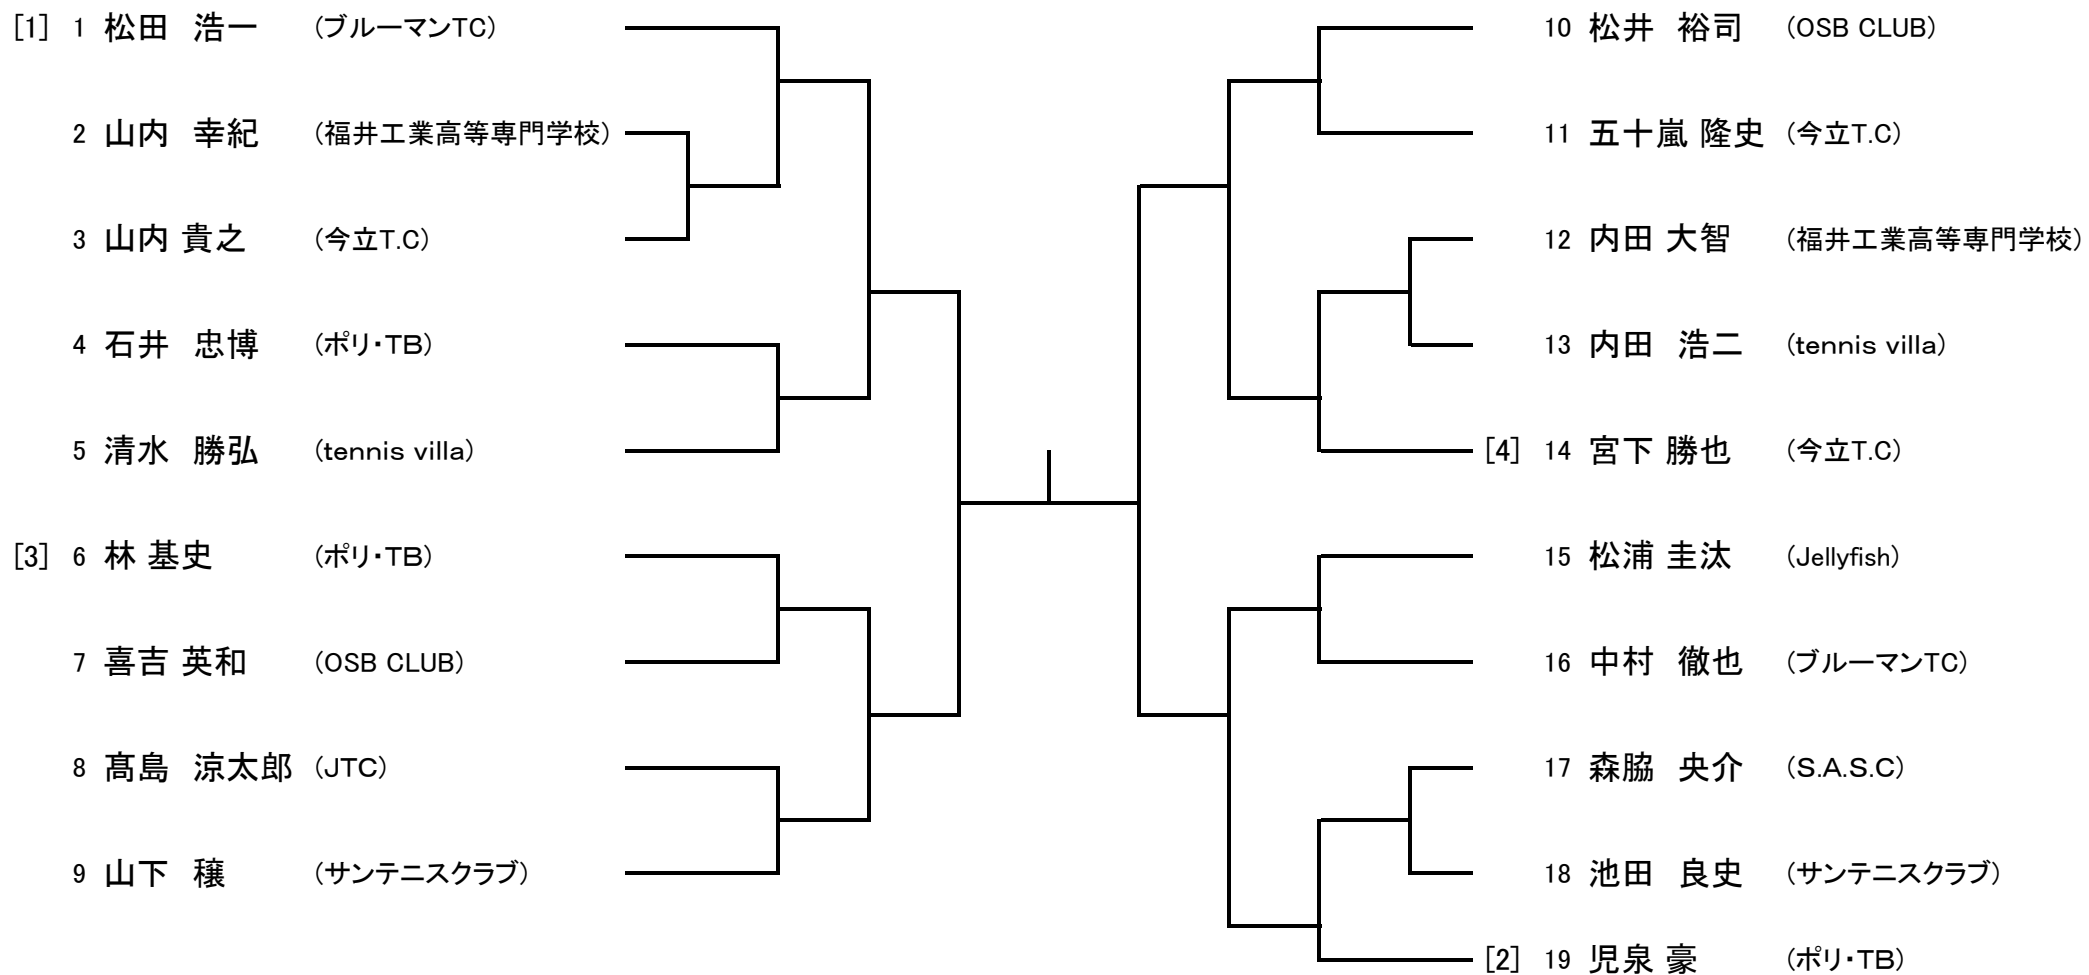 [1] 1 松田　浩一 (ブルーマンTC)
2 山内　幸紀 (福井工業高等専門学校)
3 山内 貴之 (今立T.C)
4 石井　忠博 (ポリ・TB)
5 清水　勝弘 (tennis villa)
[3] 6 林 基史 (ポリ・TB)
7 喜吉 英和 (OSB CLUB)
8 髙島　涼太郎 (JTC)
9 山下　穣 (サンテニスクラブ)
10 松井　裕司 (OSB CLUB)
11 五十嵐 隆史 (今立T.C)
12 内田 大智 (福井工業高等専門学校)
13 内田　浩二 (tennis villa)
[4] 14 宮下 勝也 (今立T.C)
15 松浦 圭汰 (Jellyfish)
16 中村　徹也 (ブルーマンTC)
17 森脇　央介 (S.A.S.C)
18 池田　良史 (サンテニスクラブ)
[2] 19 児泉 豪 (ポリ・TB)